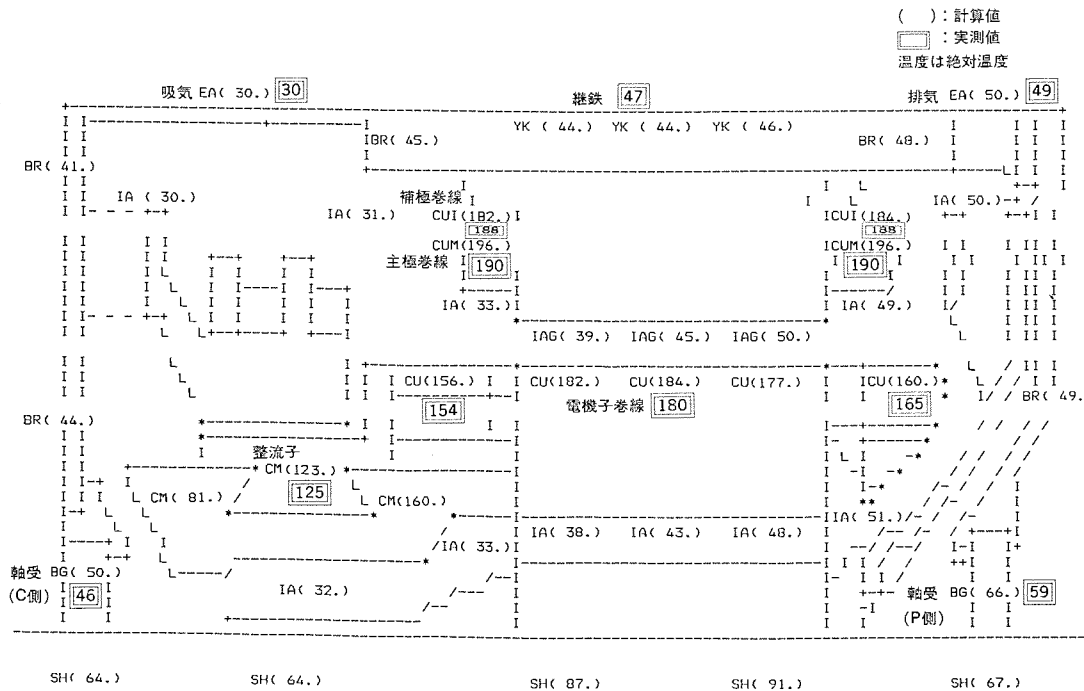 ( ):計算値
:実測値
温度は絶対温度
吸気 EA( 30.) 30 継鉄 47 排気 EA( 50.) 49
YK ( 44.) YK ( 44.) YK ( 46.)
BR( 45.) BR( 48.)
BR( 41.)
IA ( 30.) 補極巻線 IA( 50.)
IA( 31.) CUI(182.) CUI(184.)
188 188
CUM(196.) CUM(196.)
主極巻線 190 190
IA( 33.) IA( 49.)
IAG( 39.) IAG( 45.) IAG( 50.)
CU(156.) CU(182.) CU(184.) CU(177.) CU(160.)
154 電機子巻線 180 165 BR( 49.
BR( 44.)
整流子
CM(123.)
CM( 81.) 125 CM(160.)
IA( 51.)
IA( 38.) IA( 43.) IA( 48.)
IA( 33.)
軸受 BG( 50.) IA( 32.) 軸受 BG( 66.) 59
(C側) 46 (P側)
SH( 64.) SH( 64.) SH( 87.) SH( 91.) SH( 67.)